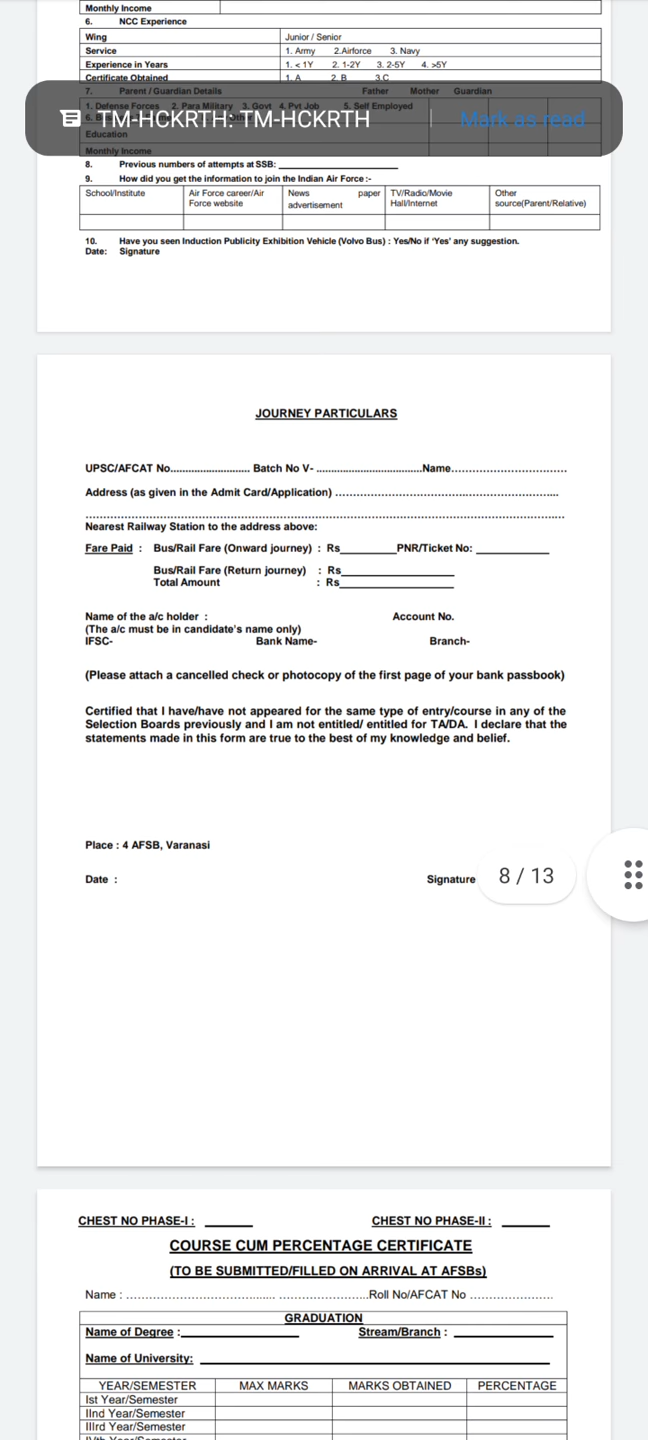 Monthly Income
6. NCC Experience
Wing Junior / Senior
Service 1. Army 2.Airforce 3. Navy
Experience in Years 1. < 1Y 2. 1-2Y 3. 2-5Y 4. >5Y
Certificate Obtained 1. A 2. B 3.C
7. Parent / Guardian Details Father Mother Guardian
1. Defense Forces 2. Para Military 3. Govt 4. Pvt Job 5. Self Employed
TM-HCKRTH: TM-HCKRTH Mark as read
Education
Monthly Income
8. Previous numbers of attempts at SSB:
9. How did you get the information to join the Indian Air Force :-
School/Institute Air Force career/Air Force website News paper advertisement TV/Radio/Movie Hall/Internet Other source(Parent/Relative)
10. Have you seen Induction Publicity Exhibition Vehicle (Volvo Bus) : Yes/No if 'Yes' any suggestion.
Date: Signature
JOURNEY PARTICULARS
UPSC/AFCAT No........................... Batch No V- ....................................Name…………………………
Address (as given in the Admit Card/Application) ……………………………………………………
……………………………………………………………………………………………………………
Nearest Railway Station to the address above:
Fare Paid : Bus/Rail Fare (Onward journey) : Rs_________PNR/Ticket No: ____________
Bus/Rail Fare (Return journey) : Rs__________________
Total Amount : Rs__________________
Name of the a/c holder : Account No.
(The a/c must be in candidate's name only)
IFSC- Bank Name- Branch-
(Please attach a cancelled check or photocopy of the first page of your bank passbook)
Certified that I have/have not appeared for the same type of entry/course in any of the
Selection Boards previously and I am not entitled/ entitled for TA/DA. I declare that the
statements made in this form are true to the best of my knowledge and belief.
Place : 4 AFSB, Varanasi
Date : Signature
8 / 13
CHEST NO PHASE-I : _______ CHEST NO PHASE-II : _______
COURSE CUM PERCENTAGE CERTIFICATE
(TO BE SUBMITTED/FILLED ON ARRIVAL AT AFSBs)
Name : ……………………………........ …………………..Roll No/AFCAT No …………………
GRADUATION
Name of Degree :___________________ Stream/Branch : ________________
Name of University: ________________________________________________
YEAR/SEMESTER MAX MARKS MARKS OBTAINED PERCENTAGE
Ist Year/Semester
IInd Year/Semester
IIIrd Year/Semester
IVth Year/Semester